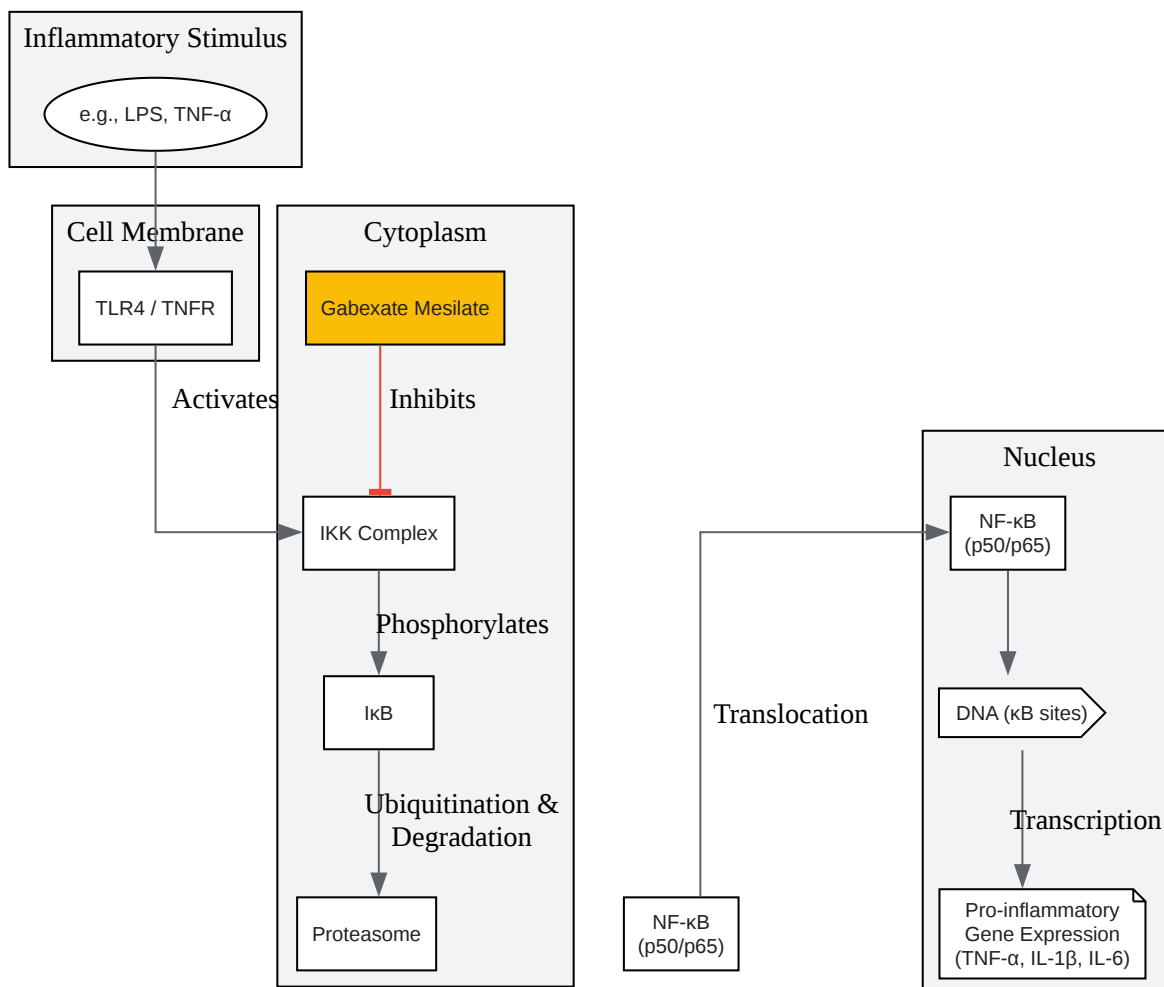 Inflammatory Stimulus
e.g., LPS, TNF-α
Cell Membrane
TLR4 / TNFR
Activates
Cytoplasm
Gabexate Mesilate
Inhibits
IKK Complex
Phosphorylates
IκB
Ubiquitination &
Degradation
Proteasome
NF-κB
(p50/p65)
Translocation
Nucleus
NF-κB
(p50/p65)
DNA (κB sites)
Transcription
Pro-inflammatory
Gene Expression
(TNF-α, IL-1β, IL-6)